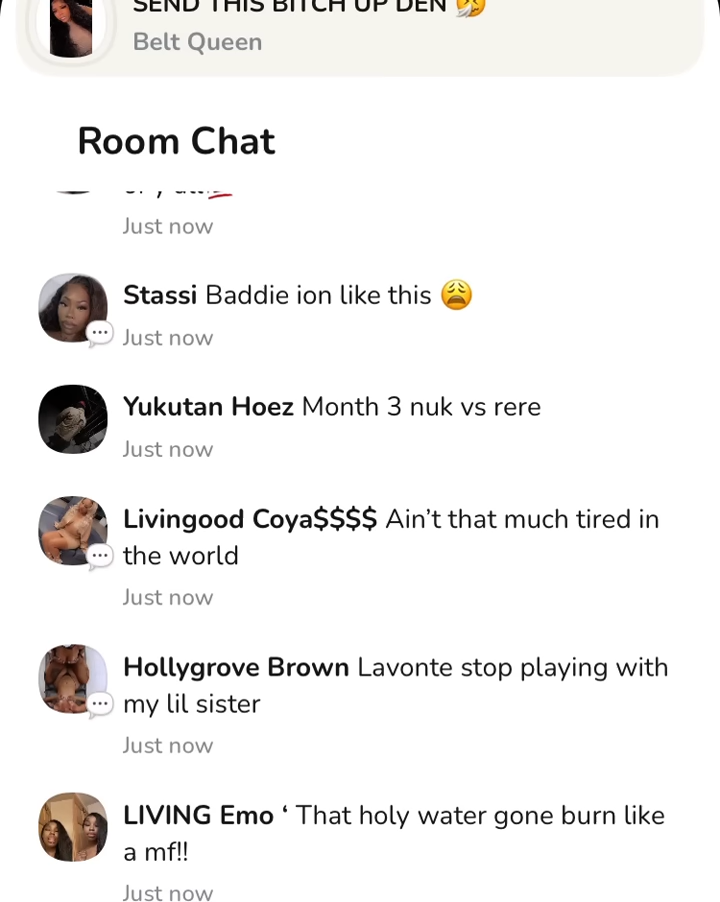 SEND THIS BITCH UP DEN 🤧
Belt Queen
Room Chat
Just now
Stassi Baddie ion like this 😩
Just now
Yukutan Hoez Month 3 nuk vs rere
Just now
Livingood Coya$$$$ Ain’t that much tired in
the world
Just now
Hollygrove Brown Lavonte stop playing with
my lil sister
Just now
LIVING Emo ‘ That holy water gone burn like
a mf!!
Just now